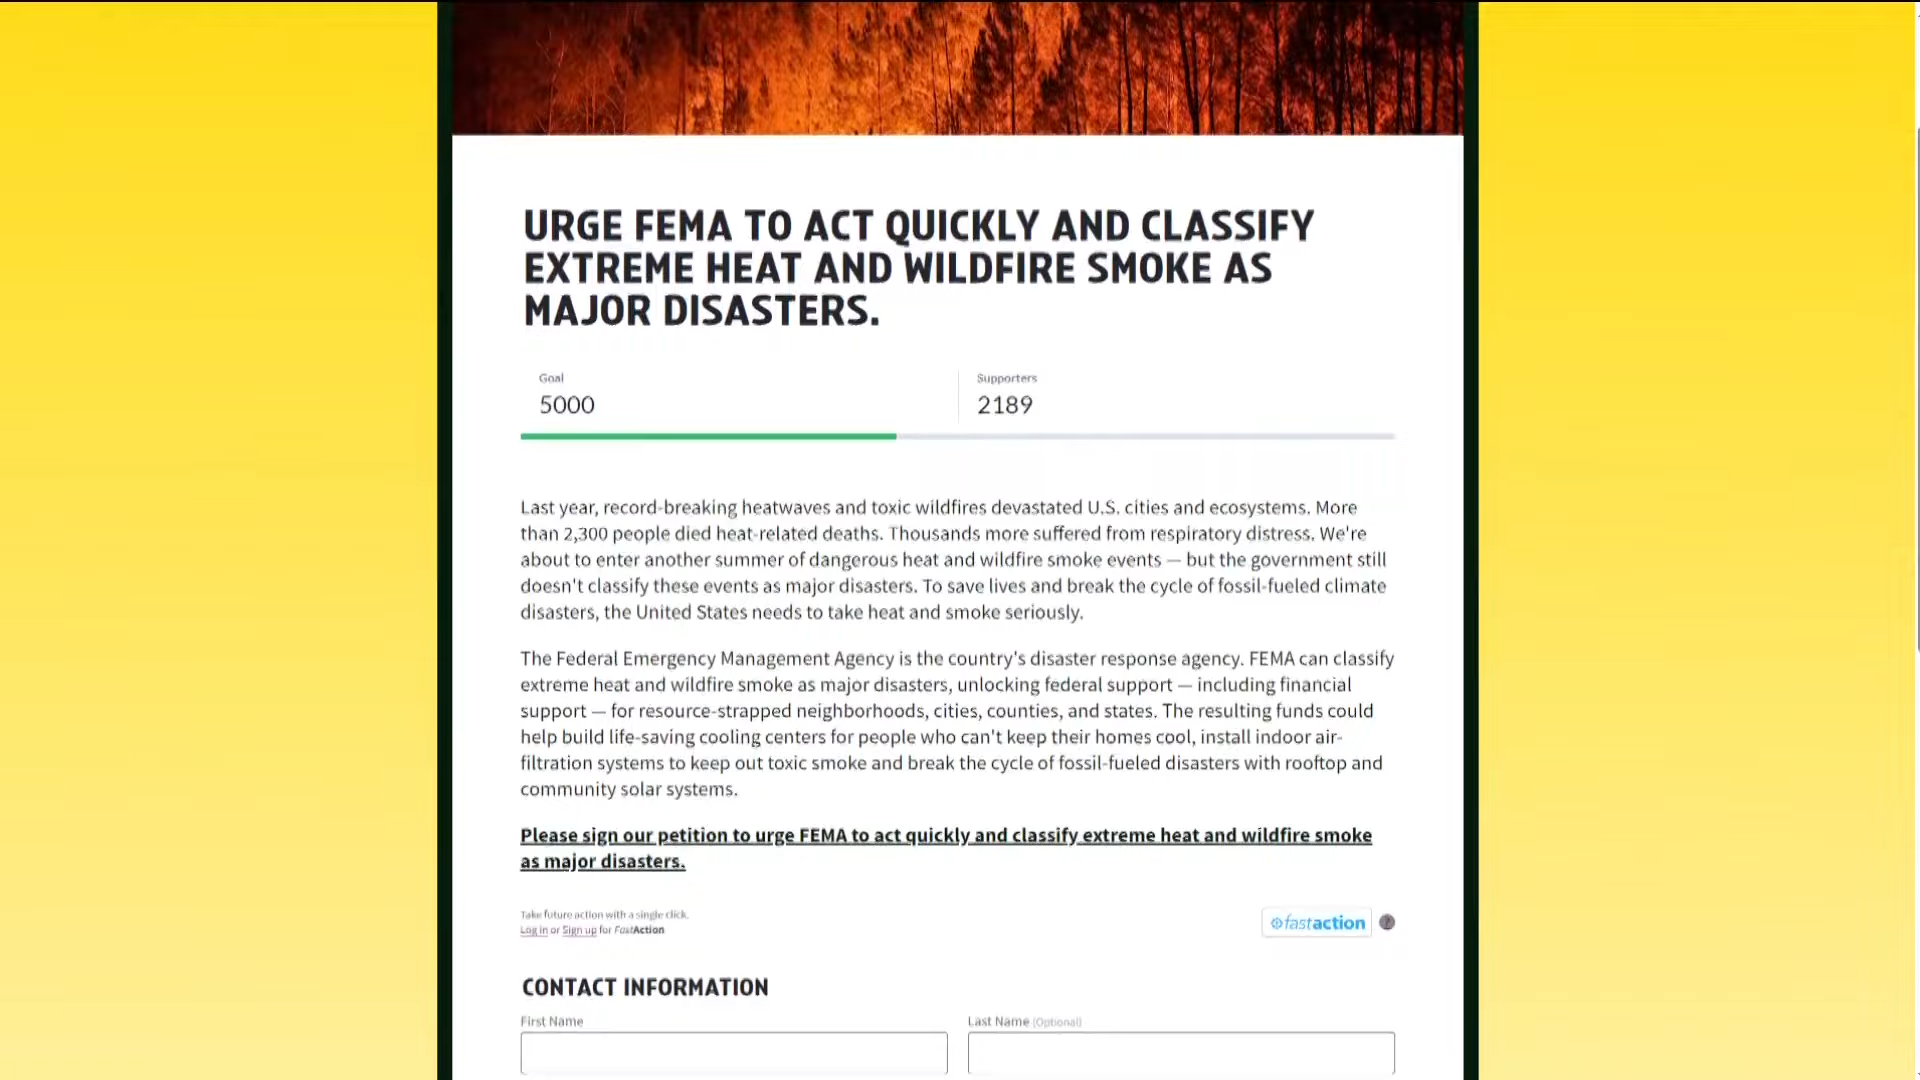 URGE FEMA TO ACT QUICKLY AND CLASSIFY
EXTREME HEAT AND WILDFIRE SMOKE AS
MAJOR DISASTERS.
Goal
5000
Supporters
2189
Last year, record-breaking heatwaves and toxic wildfires devastated U.S. cities and ecosystems. More
than 2,300 people died heat-related deaths. Thousands more suffered from respiratory distress. We're
about to enter another summer of dangerous heat and wildfire smoke events — but the government still
doesn't classify these events as major disasters. To save lives and break the cycle of fossil-fueled climate
disasters, the United States needs to take heat and smoke seriously.
The Federal Emergency Management Agency is the country's disaster response agency. FEMA can classify
extreme heat and wildfire smoke as major disasters, unlocking federal support — including financial
support — for resource-strapped neighborhoods, cities, counties, and states. The resulting funds could
help build life-saving cooling centers for people who can't keep their homes cool, install indoor air-
filtration systems to keep out toxic smoke and break the cycle of fossil-fueled disasters with rooftop and
community solar systems.
Please sign our petition to urge FEMA to act quickly and classify extreme heat and wildfire smoke
as major disasters.
Take future action with a single click.
Log in or Sign up for FastAction
fastaction ?
CONTACT INFORMATION
First Name
Last Name (Optional)